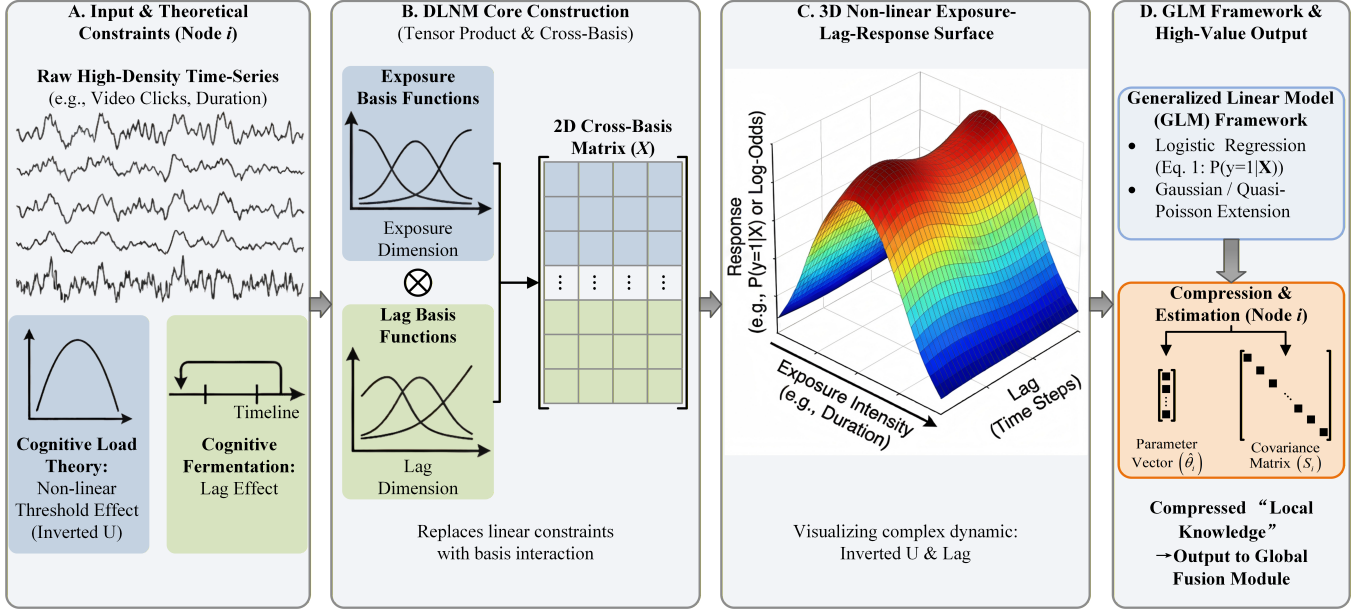 A. Input & Theoretical
Constraints (Node i)
Raw High-Density Time-Series
(e.g., Video Clicks, Duration)
Cognitive Load
Theory:
Non-linear
Threshold Effect
(Inverted U)
Timeline
Cognitive
Fermentation:
Lag Effect
B. DLNM Core Construction
(Tensor Product & Cross-Basis)
Exposure
Basis Functions
Exposure
Dimension
⊗
Lag Basis
Functions
Lag
Dimension
2D Cross-Basis
Matrix (X)
⋮ ⋮ ⋮ ⋮
Replaces linear constraints
with basis interaction
C. 3D Non-linear Exposure-
Lag-Response Surface
Response
(e.g., P(y=1|X) or Log-Odds)
Exposure Intensity
(e.g., Duration)
Lag
(Time Steps)
Visualizing complex dynamic:
Inverted U & Lag
D. GLM Framework &
High-Value Output
Generalized Linear Model
(GLM) Framework
• Logistic Regression
(Eq. 1: P(y=1|X))
• Gaussian / Quasi-
Poisson Extension
Compression &
Estimation (Node i)
Parameter
Vector (θ̂ᵢ)
Covariance
Matrix (Sᵢ)
Compressed “Local
Knowledge”
→Output to Global
Fusion Module